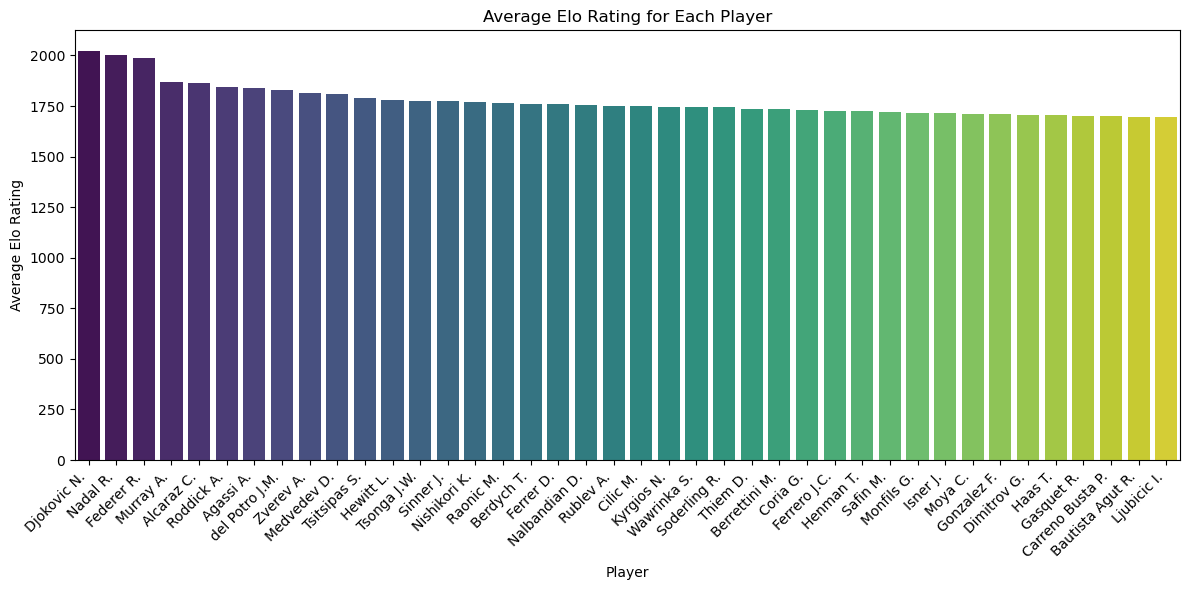 Average Elo Rating for Each Player
Average Elo Rating
2000
1750
1500
1250
1000
750
500
250
0
Djokovic N.
Nadal R.
Federer R.
Murray A.
Alcaraz C.
Roddick A.
Agassi A.
del Potro J.M.
Zverev A.
Medvedev D.
Tsitsipas S.
Hewitt L.
Tsonga J.W.
Sinner J.
Nishikori K.
Raonic M.
Berdych T.
Ferrer D.
Nalbandian D.
Rublev A.
Cilic M.
Kyrgios N.
Wawrinka S.
Soderling R.
Thiem D.
Berrettini M.
Coria G.
Ferrero J.C.
Henman T.
Safin M.
Monfils G.
Isner J.
Moya C.
Gonzalez F.
Dimitrov G.
Haas T.
Gasquet R.
Carreno Busta P.
Bautista Agut R.
Ljubicic I.
Player